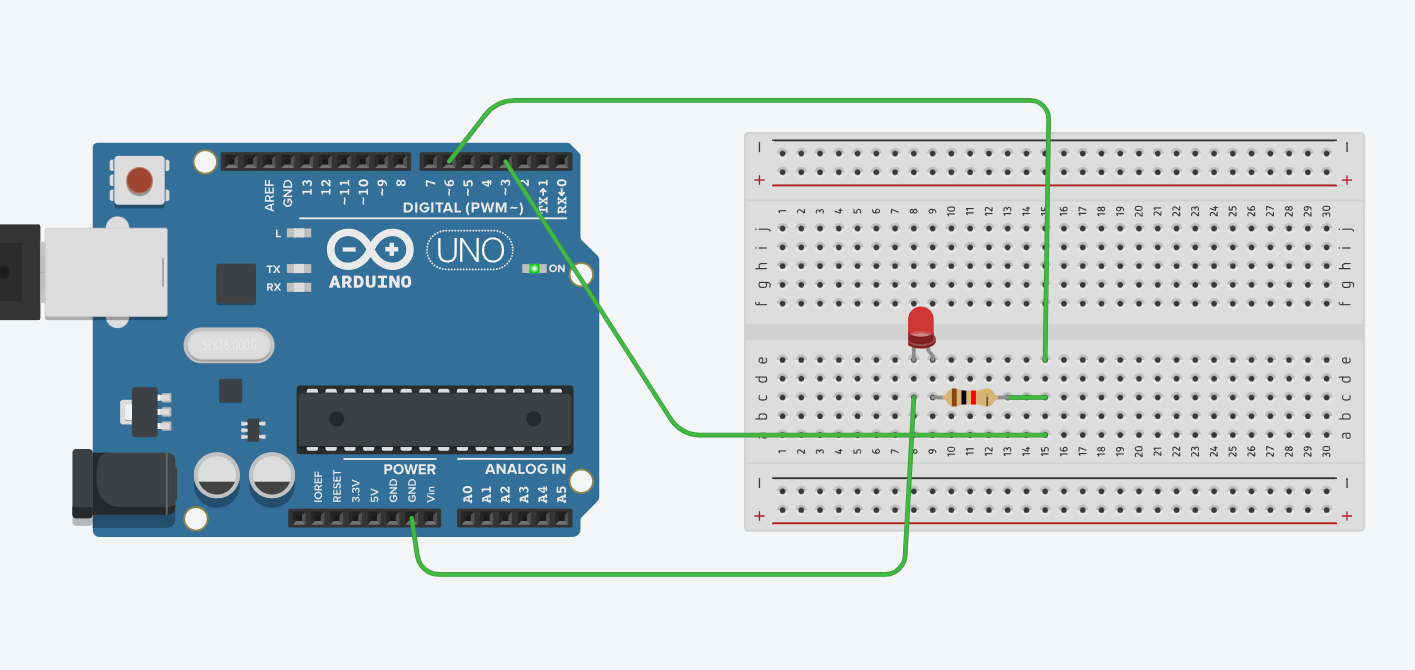 AREF GND 13 12 ~11 ~10 ~9 8 7 ~6 ~5 4 ~3 2 TX→1 RX←0
DIGITAL (PWM~)
L
TX
RX
UNO
ARDUINO
ON
SPK16.000G
POWER
ANALOG IN
IOREF RESET 3.3V 5V GND GND Vin A0 A1 A2 A3 A4 A5
− −
+ +
1 2 3 4 5 6 7 8 9 10 11 12 13 14 15 16 17 18 19 20 21 22 23 24 25 26 27 28 29 30
j j
i i
h h
g g
f f
e e
d d
c c
b b
a a
1 2 3 4 5 6 7 8 9 10 11 12 13 14 15 16 17 18 19 20 21 22 23 24 25 26 27 28 29 30
− −
+ +